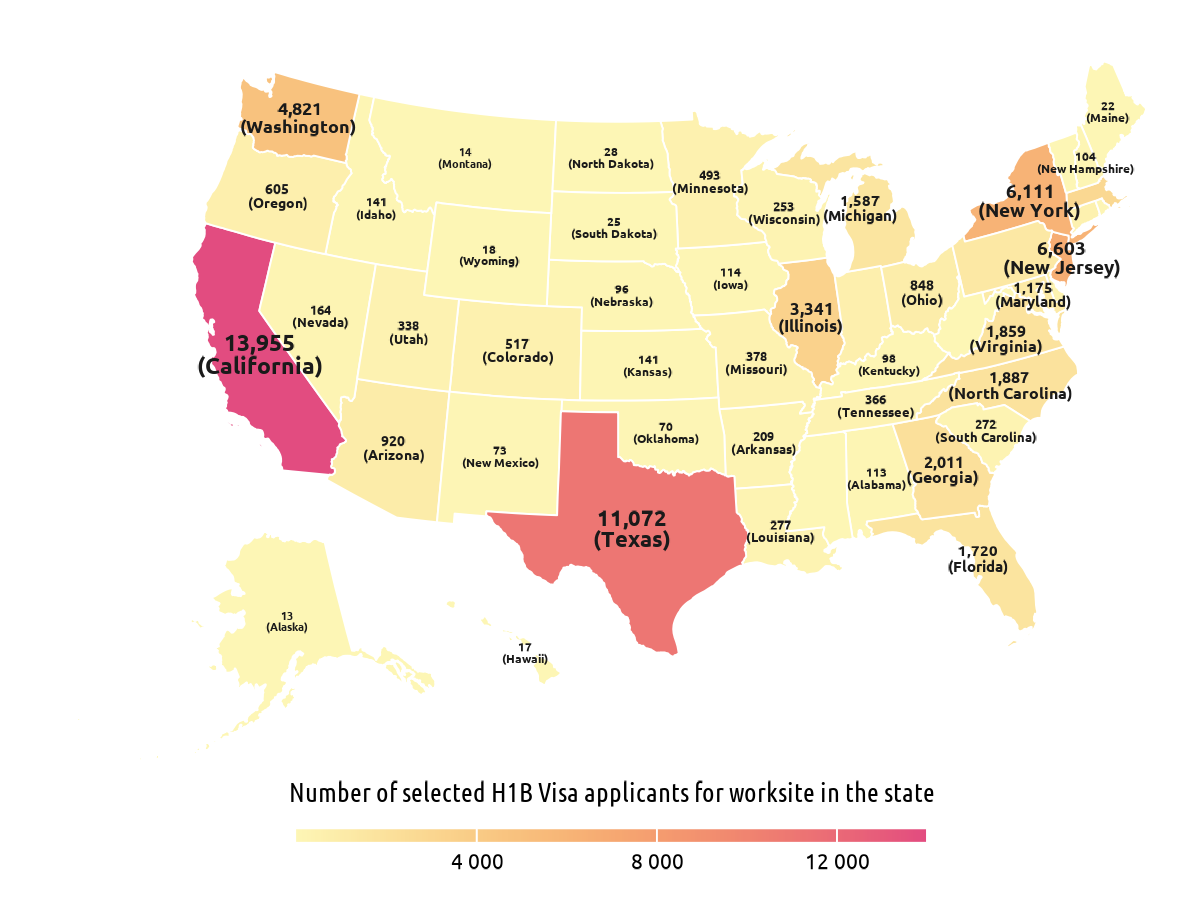 22
(Maine)
4,821
(Washington)
14
(Montana)
28
(North Dakota)
104
(New Hampshire)
493
(Minnesota)
605
(Oregon)
141
(Idaho)
253
(Wisconsin)
1,587
(Michigan)
6,111
(New York)
25
(South Dakota)
18
(Wyoming)
6,603
(New Jersey)
114
(Iowa)
96
(Nebraska)
848
(Ohio)
1,175
(Maryland)
164
(Nevada)
338
(Utah)
3,341
(Illinois)
1,859
(Virginia)
13,955
(California)
517
(Colorado)
141
(Kansas)
378
(Missouri)
98
(Kentucky)
1,887
(North Carolina)
366
(Tennessee)
920
(Arizona)
73
(New Mexico)
70
(Oklahoma)
209
(Arkansas)
272
(South Carolina)
113
(Alabama)
2,011
(Georgia)
11,072
(Texas)
277
(Louisiana)
1,720
(Florida)
13
(Alaska)
17
(Hawaii)
Number of selected H1B Visa applicants for worksite in the state
4 000
8 000
12 000